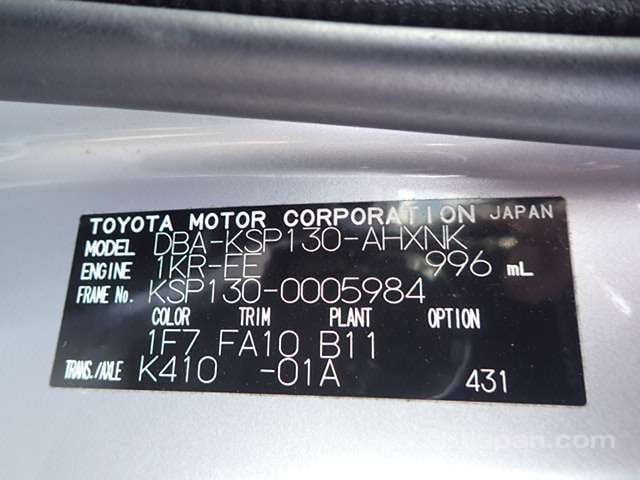 TOYOTA MOTOR CORPORATION JAPAN
MODEL DBA-KSP130-AHXNK
ENGINE 1KR-EE 996 mL
FRAME No. KSP130-0005984
COLOR TRIM PLANT OPTION
1F7 FA10 B11
TRANS./AXLE K410 -01A 431